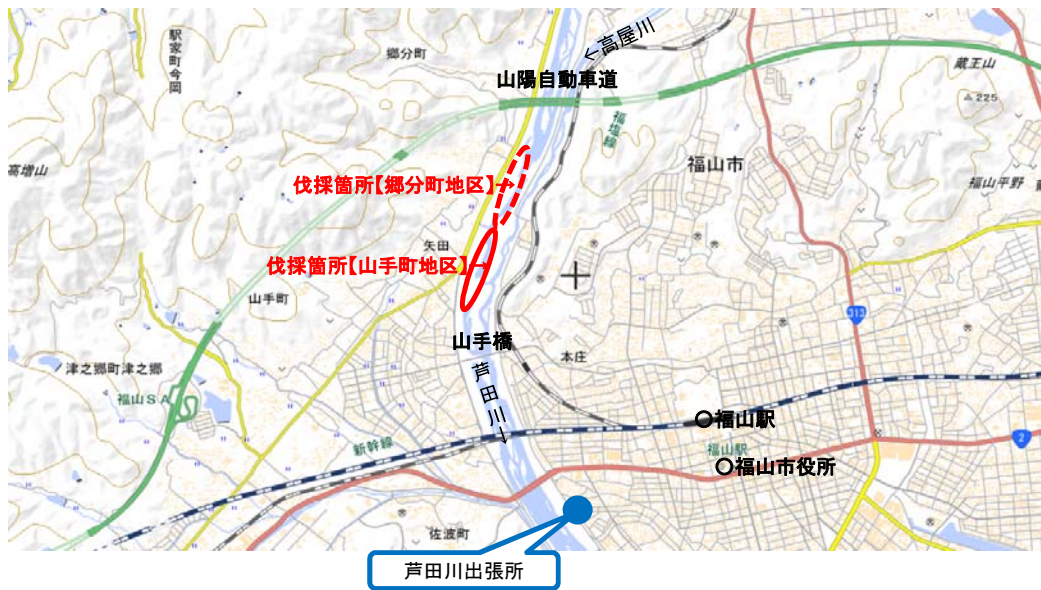 ←高屋川
駅家町今岡
郷分町
山陽自動車道
蔵王山
225
福塩線
福山市
高増山
伐採箇所【郷分町地区】→
福山平野
矢田
伐採箇所【山手町地区】→
山手町
313
山手橋
本庄
津之郷町津之郷
福山SA
芦田川→
福山駅
新幹線
福山駅
2
福山市役所
佐波町
芦田川出張所